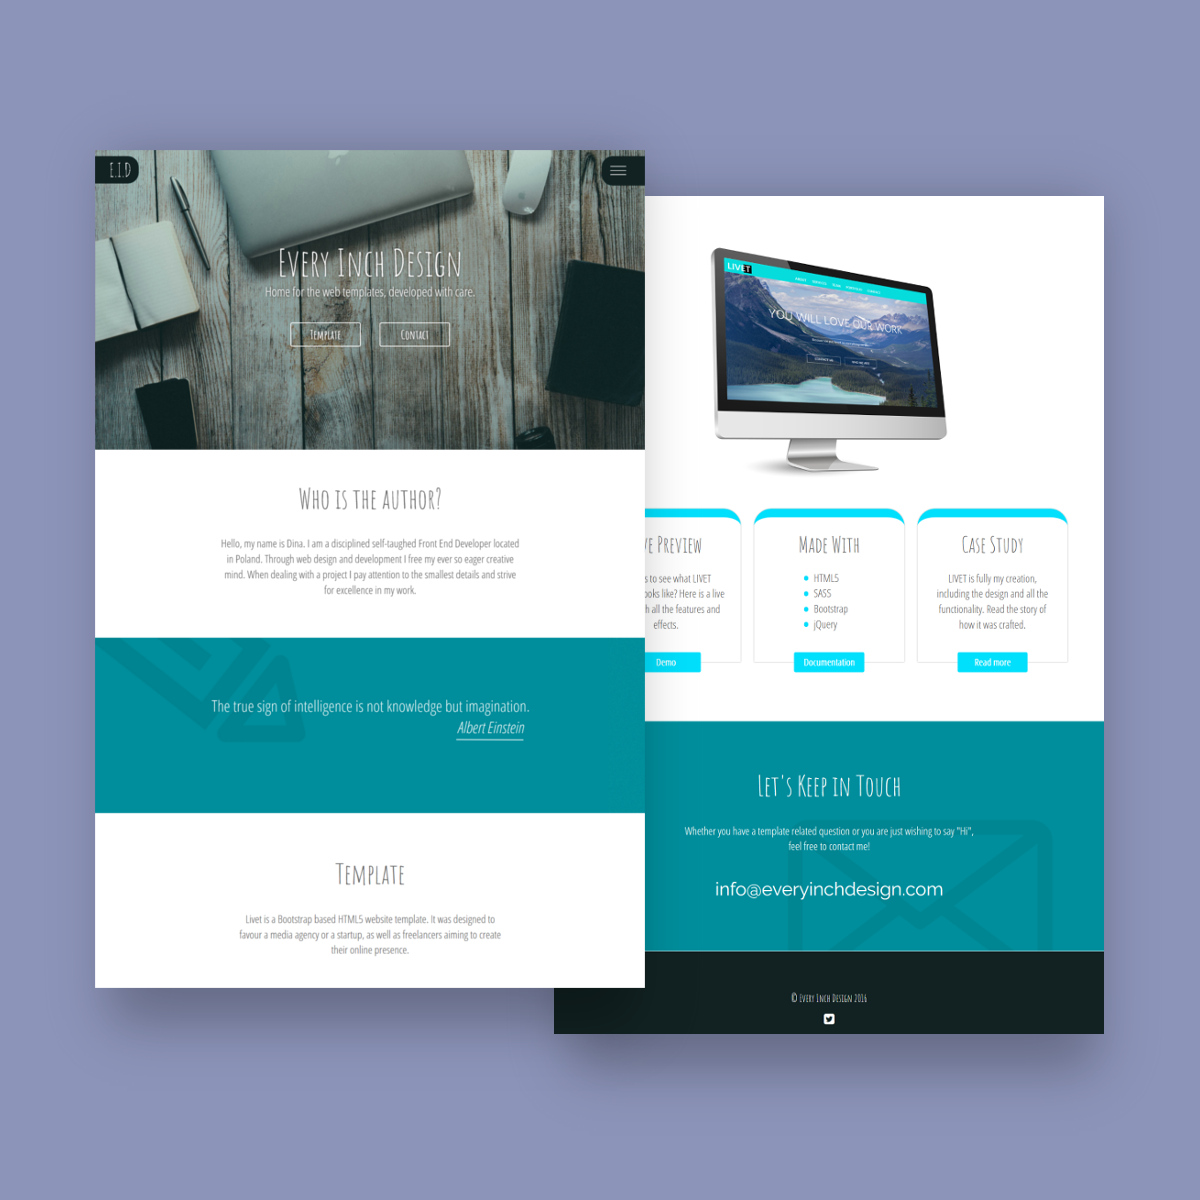 E.I.D
Every Inch Design
Home for the web templates, developed with care.
Template
Contact
Who is the author?
Hello, my name is Dina. I am a disciplined self-taughed Front End Developer located
in Poland. Through web design and development I free my ever so eager creative
mind. When dealing with a project I pay attention to the smallest details and strive
for excellence in my work.
The true sign of intelligence is not knowledge but imagination.
Albert Einstein
Template
Livet is a Bootstrap based HTML5 website template. It was designed to
favour a media agency or a startup, as well as freelancers aiming to create
their online presence.
LIVET
YOU WILL LOVE OUR WORK
ve Preview
s to see what LIVET
ooks like? Here is a live
h all the features and
effects.
Demo
Made With
HTML5
SASS
Bootstrap
jQuery
Documentation
Case Study
LIVET is fully my creation,
including the design and all the
functionality. Read the story of
how it was crafted.
Read more
Let's Keep in Touch
Whether you have a template related question or you are just wishing to say "Hi",
feel free to contact me!
info@everyinchdesign.com
© Every Inch Design 2016